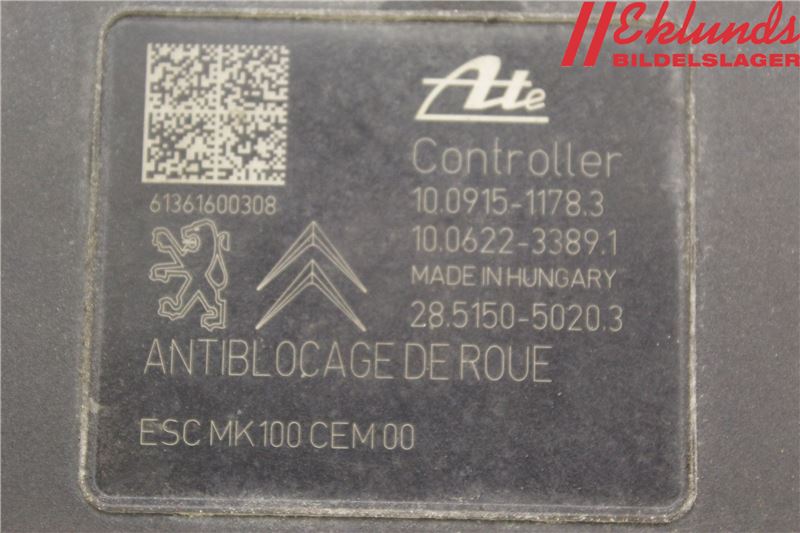 Eklunds
BILDELSLAGER
Ate
Controller
61361600308
10.0915-1178.3
10.0622-3389.1
MADE IN HUNGARY
28.5150-5020.3
ANTIBLOCAGE DE ROUE
ESC MK100 CEM 00